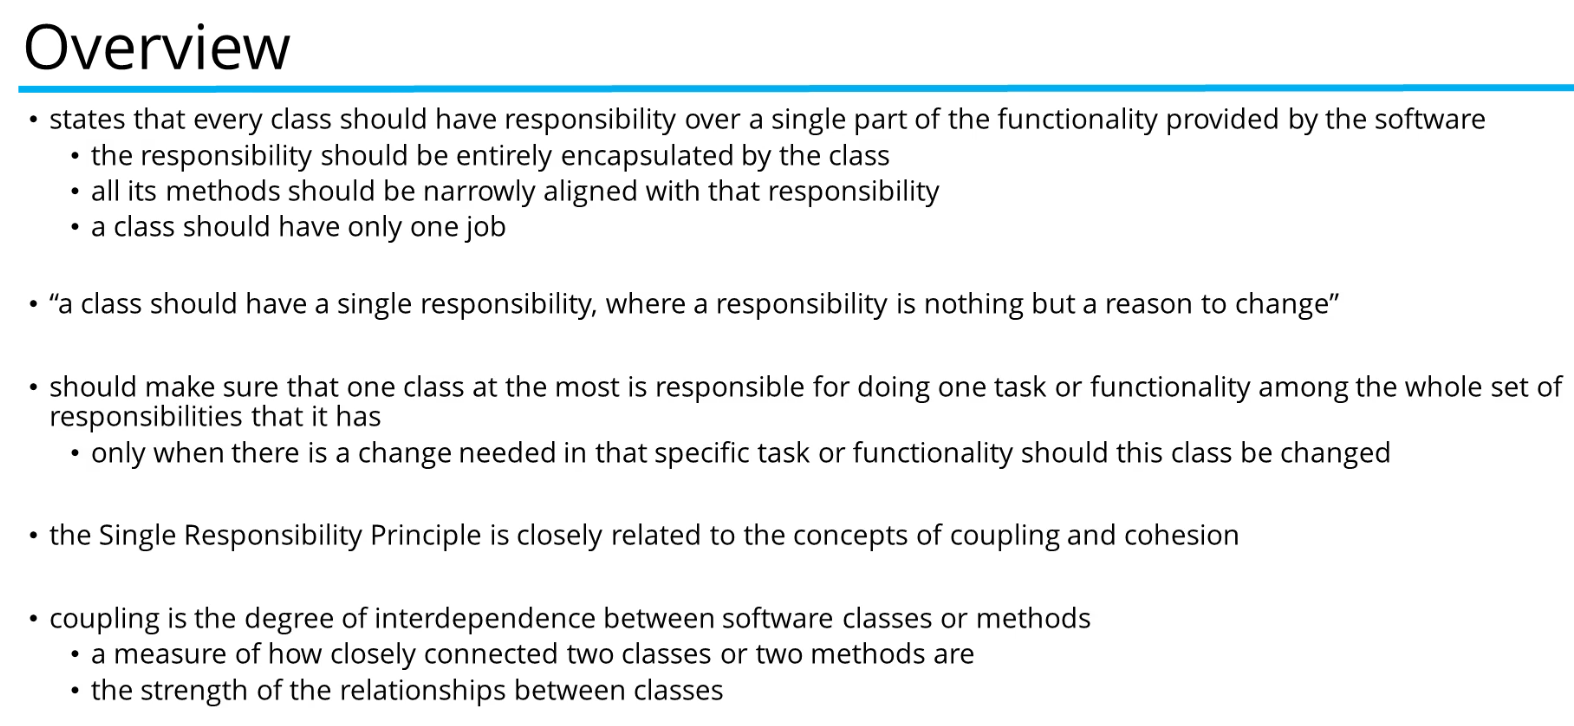 Overview
• states that every class should have responsibility over a single part of the functionality provided by the software
• the responsibility should be entirely encapsulated by the class
• all its methods should be narrowly aligned with that responsibility
• a class should have only one job
• “a class should have a single responsibility, where a responsibility is nothing but a reason to change”
• should make sure that one class at the most is responsible for doing one task or functionality among the whole set of
responsibilities that it has
• only when there is a change needed in that specific task or functionality should this class be changed
• the Single Responsibility Principle is closely related to the concepts of coupling and cohesion
• coupling is the degree of interdependence between software classes or methods
• a measure of how closely connected two classes or two methods are
• the strength of the relationships between classes